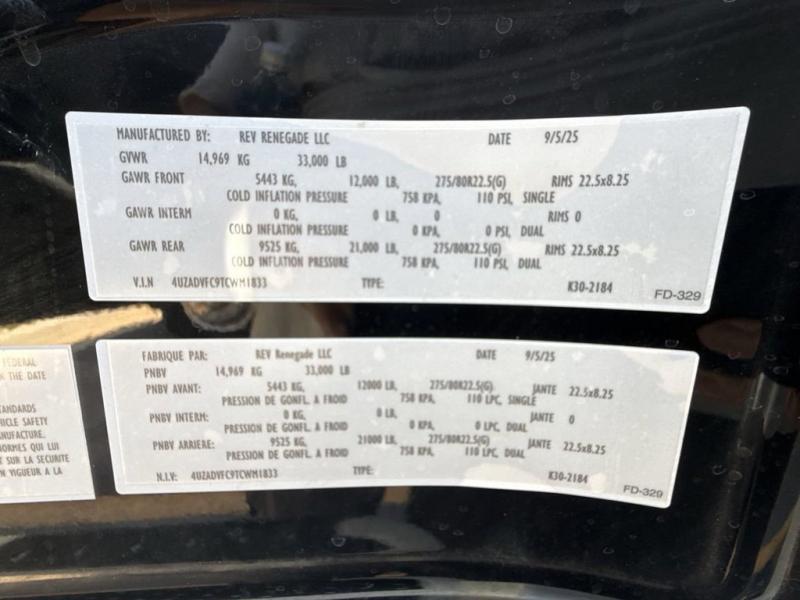 MANUFACTURED BY: REV RENEGADE LLC DATE 9/5/25
GVWR 14,969 KG 33,000 LB
GAWR FRONT 5443 KG, 12,000 LB, 275/80R22.5(G) RIMS 22.5x8.25
COLD INFLATION PRESSURE 758 KPA, 110 PSI, SINGLE
GAWR INTERM 0 KG, 0 LB, 0 RIMS 0
COLD INFLATION PRESSURE 0 KPA, 0 PSI, DUAL
GAWR REAR 9525 KG, 21,000 LB, 275/80R22.5(G) RIMS 22.5x8.25
COLD INFLATION PRESSURE 758 KPA, 110 PSI, DUAL
V.I.N 4UZADVFC9TCWM1833 TYPE: K30-2184
FD-329
FABRIQUE PAR: REV Renegade LLC DATE 9/5/25
PNBV 14,969 KG 33,000 LB
PNBV AVANT: 5443 KG, 12000 LB, 275/80R22.5(G) JANTE 22.5x8.25
PRESSION DE GONFL. A FROID 758 KPA, 110 LPC, SINGLE
PNBV INTERM: 0 KG, 0 LB, JANTE 0
PRESSION DE GONFL. A FROID 0 KPA, 0 LPC, DUAL
PNBV ARRIERE: 9525 KG, 21000 LB, 275/80R22.5(G) JANTE 22.5x8.25
PRESSION DE GONFL. A FROID 758 KPA, 110 LPC, DUAL
N.I.V: 4UZADVFC9TCWM1833 TYPE: K30-2184
FD-329
FEDERAL
THE DATE
VEHICLE SAFETY
NORMES QUI LUI
SUR LA SECURITE
EN VIGUEUR A LA